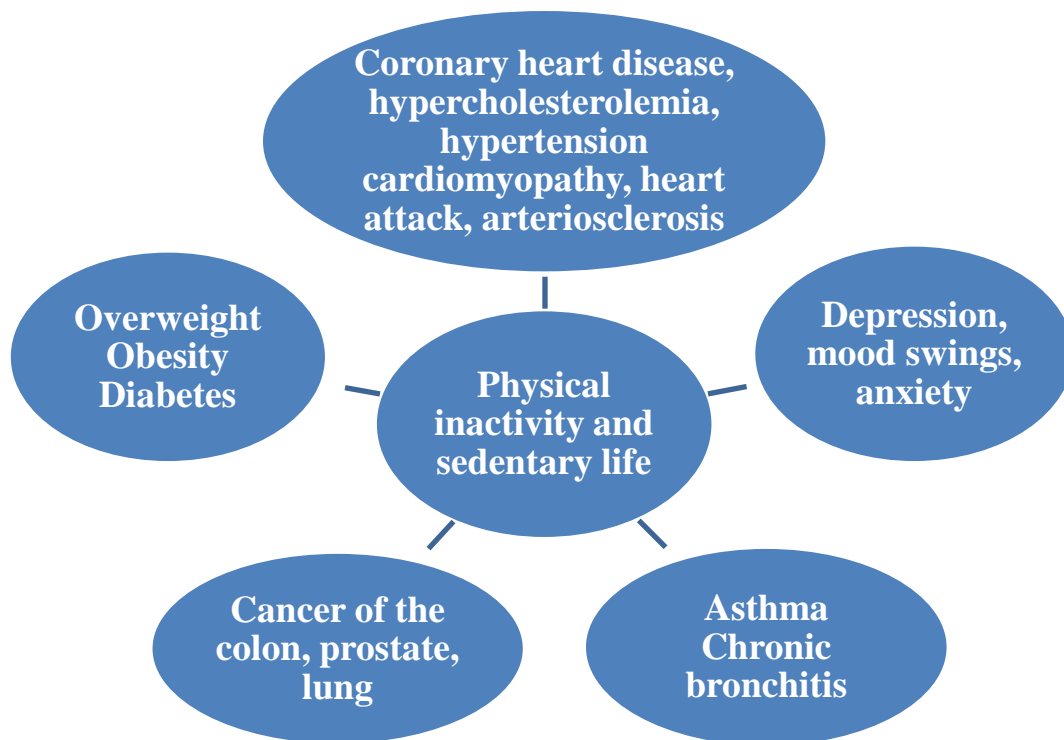 Coronary heart disease,
hypercholesterolemia,
hypertension
cardiomyopathy, heart
attack, arteriosclerosis
Overweight
Obesity
Diabetes
Depression,
mood swings,
anxiety
Physical
inactivity and
sedentary life
Cancer of the
colon, prostate,
lung
Asthma
Chronic
bronchitis